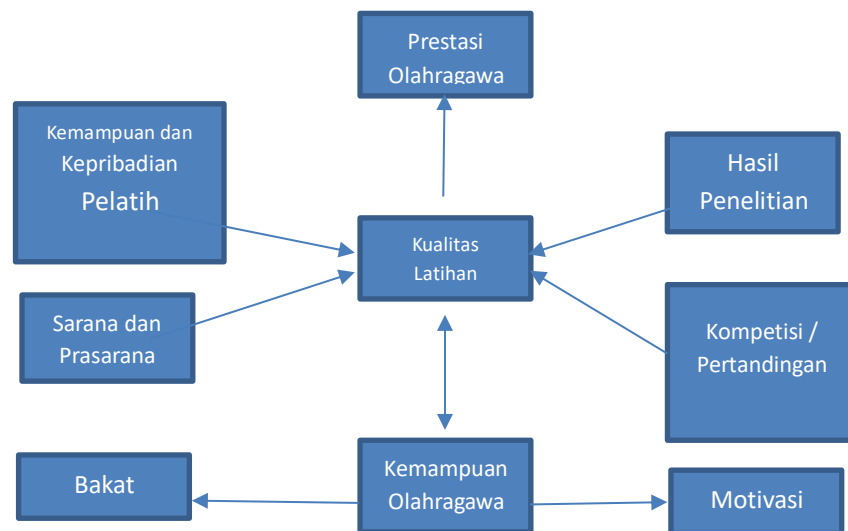 Prestasi
Olahragawa
Kemampuan dan
Kepribadian
Pelatih
Hasil
Penelitian
Kualitas
Latihan
Sarana dan
Prasarana
Kompetisi /
Pertandingan
Bakat
Kemampuan
Olahragawa
Motivasi